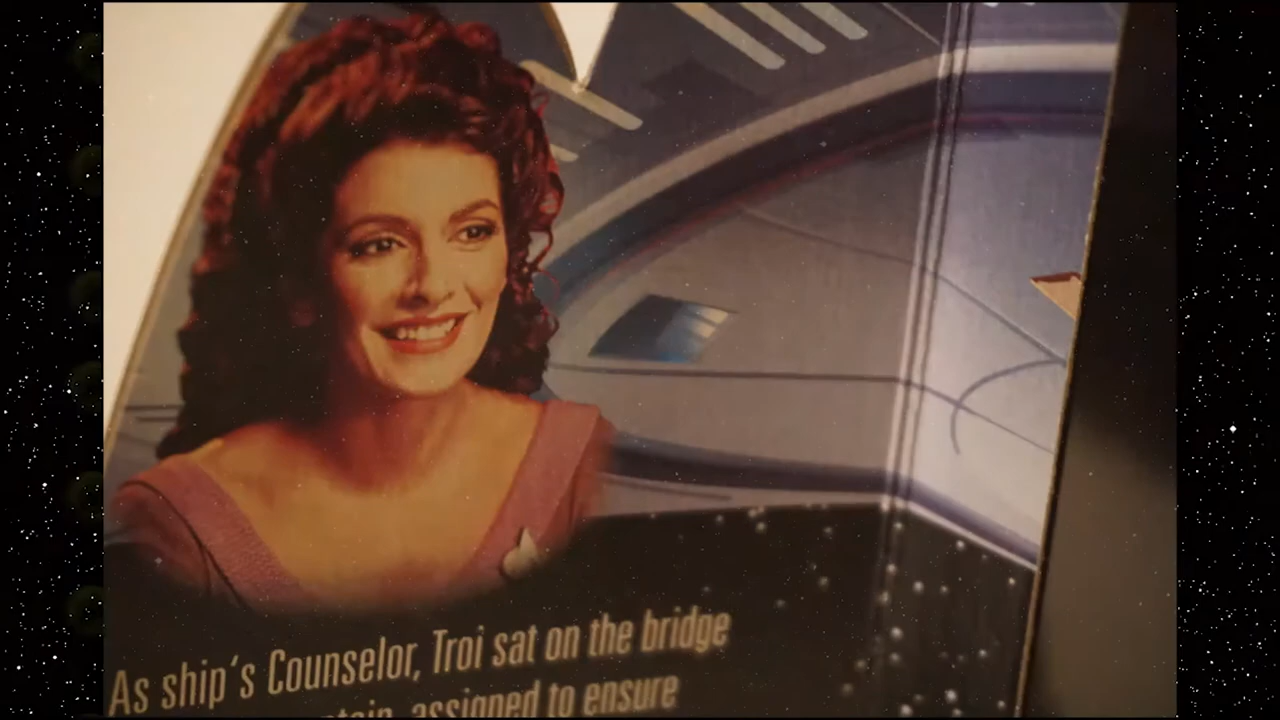 As ship's Counselor, Troi sat on the bridge
assigned to ensure